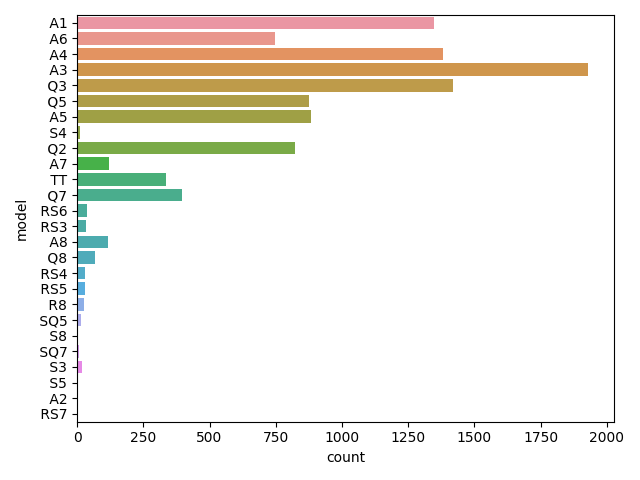 A1
A6
A4
A3
Q3
Q5
A5
S4
Q2
A7
TT
Q7
RS6
RS3
A8
Q8
RS4
RS5
R8
SQ5
S8
SQ7
S3
S5
A2
RS7
model
0 250 500 750 1000 1250 1500 1750 2000
count